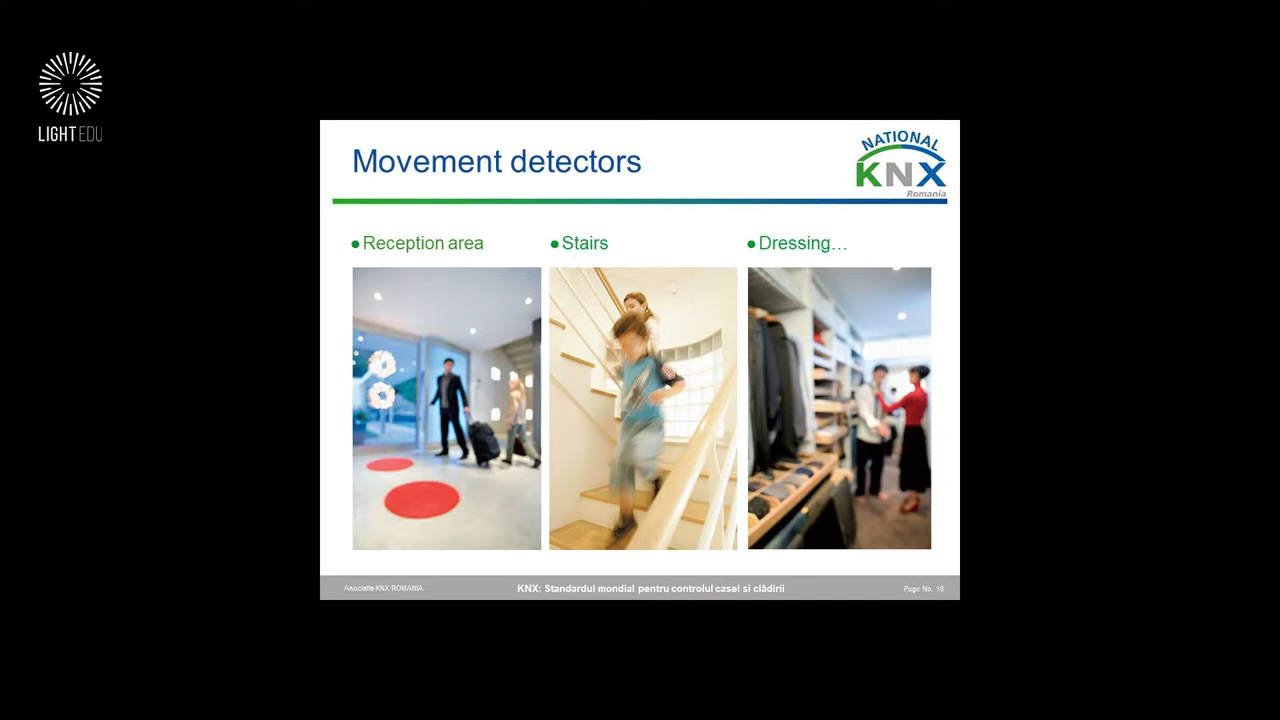 LIGHT EDU
Movement detectors
NATIONAL
KNX
Romania
●Reception area
●Stairs
●Dressing…
Asociatia KNX ROMANIA
KNX: Standardul mondial pentru controlul casei si clădirii
Page No. 18